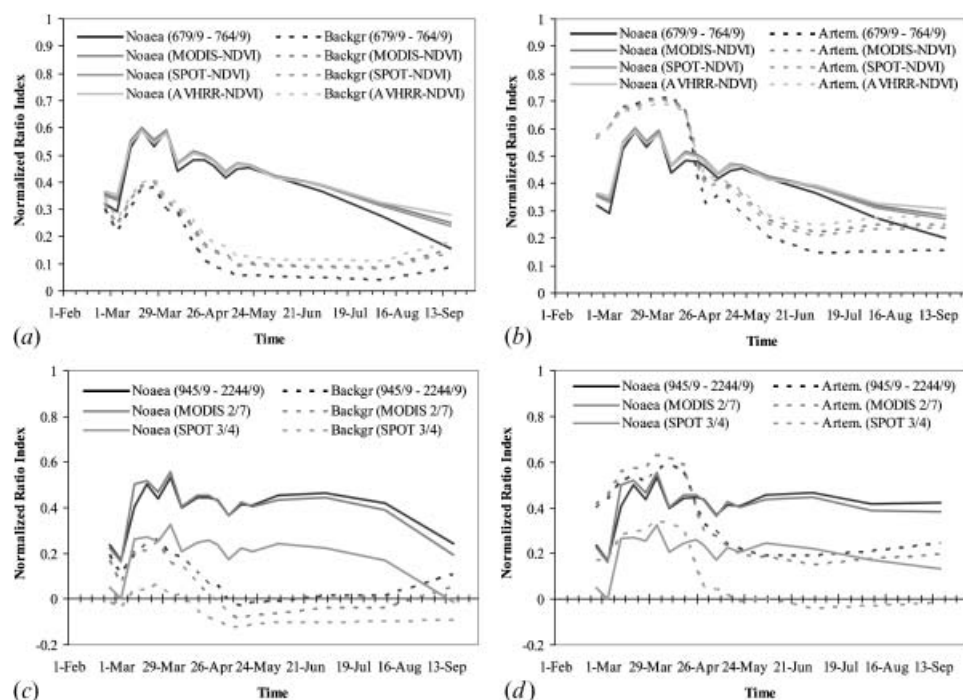 Noaea (679/9 - 764/9)
Noaea (MODIS-NDVI)
Noaea (SPOT-NDVI)
Noaea (AVHRR-NDVI)
Backgr (679/9 - 764/9)
Backgr (MODIS-NDVI)
Backgr (SPOT-NDVI)
Backgr (AVHRR-NDVI)
Normalized Ratio Index
1
0.9
0.8
0.7
0.6
0.5
0.4
0.3
0.2
0.1
0
1-Feb 1-Mar 29-Mar 26-Apr 24-May 21-Jun 19-Jul 16-Aug 13-Sep
Time
(a)
Noaea (679/9 - 764/9)
Noaea (MODIS-NDVI)
Noaea (SPOT-NDVI)
Noaea (AVHRR-NDVI)
Artem. (679/9 - 764/9)
Artem. (MODIS-NDVI)
Artem. (SPOT-NDVI)
Artem. (AVHRR-NDVI)
Normalized Ratio Index
1
0.9
0.8
0.7
0.6
0.5
0.4
0.3
0.2
0.1
0
1-Feb 1-Mar 29-Mar 26-Apr 24-May 21-Jun 19-Jul 16-Aug 13-Sep
Time
(b)
Noaea (945/9 - 2244/9)
Noaea (MODIS 2/7)
Noaea (SPOT 3/4)
Backgr (945/9 - 2244/9)
Backgr (MODIS 2/7)
Backgr (SPOT 3/4)
Normalized Ratio Index
1
0.8
0.6
0.4
0.2
0
-0.2
1-Feb 1-Mar 29-Mar 26-Apr 24-May 21-Jun 19-Jul 16-Aug 13-Sep
Time
(c)
Noaea (945/9 - 2244/9)
Noaea (MODIS 2/7)
Noaea (SPOT 3/4)
Artem. (945/9 - 2244/9)
Artem. (MODIS 2/7)
Artem. (SPOT 3/4)
Normalized Ratio Index
1
0.8
0.6
0.4
0.2
0
-0.2
1-Feb 1-Mar 29-Mar 26-Apr 24-May 21-Jun 19-Jul 16-Aug 13-Sep
Time
(d)